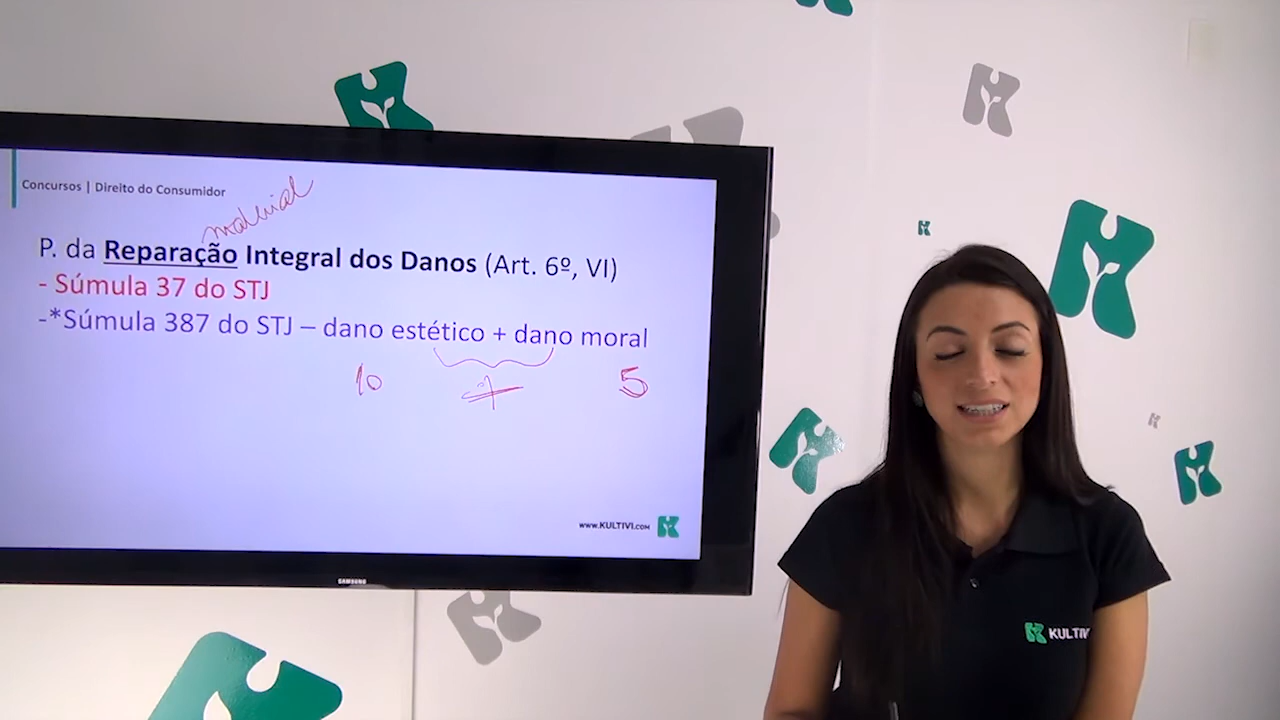 Concursos | Direito do Consumidor
material
P. da Reparação Integral dos Danos (Art. 6º, VI)
- Súmula 37 do STJ
-*Súmula 387 do STJ – dano estético + dano moral
10
5
www.KULTIVI.COM
SAMSUNG
KULTIVI